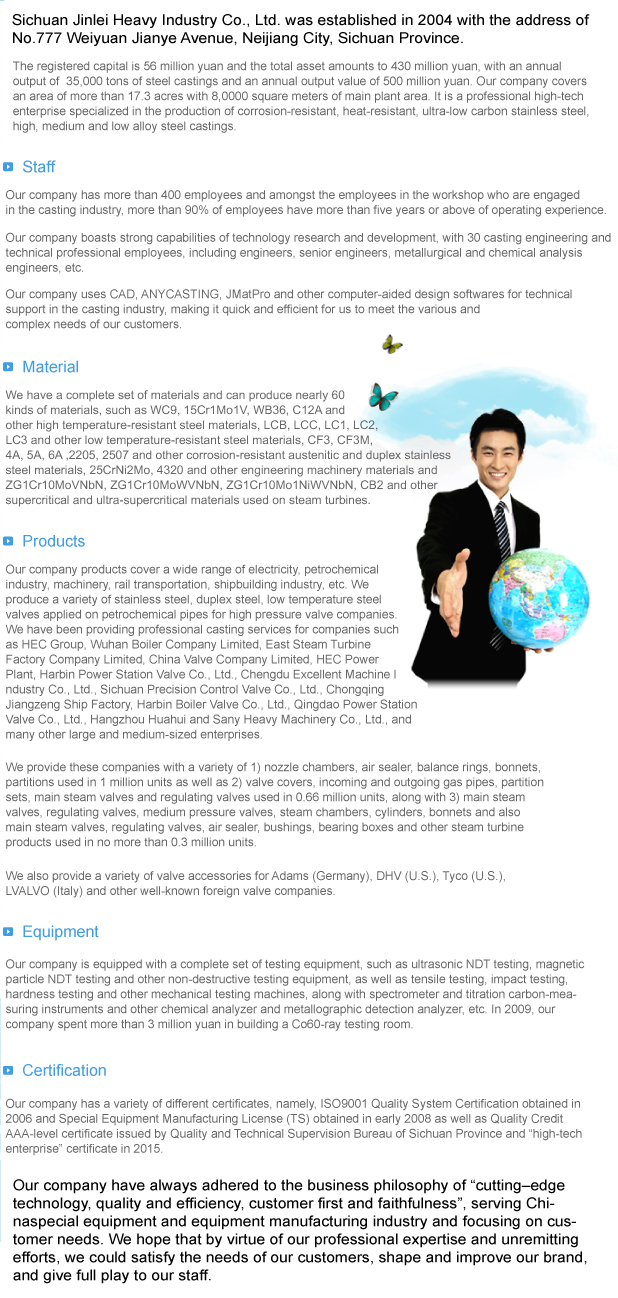 Sichuan Jinlei Heavy Industry Co., Ltd. was established in 2004 with the address of
No.777 Weiyuan Jianye Avenue, Neijiang City, Sichuan Province.
The registered capital is 56 million yuan and the total asset amounts to 430 million yuan, with an annual
output of 35,000 tons of steel castings and an annual output value of 500 million yuan. Our company covers
an area of more than 17.3 acres with 8,0000 square meters of main plant area. It is a professional high-tech
enterprise specialized in the production of corrosion-resistant, heat-resistant, ultra-low carbon stainless steel,
high, medium and low alloy steel castings.
Staff
Our company has more than 400 employees and amongst the employees in the workshop who are engaged
in the casting industry, more than 90% of employees have more than five years or above of operating experience.
Our company boasts strong capabilities of technology research and development, with 30 casting engineering and
technical professional employees, including engineers, senior engineers, metallurgical and chemical analysis
engineers, etc.
Our company uses CAD, ANYCASTING, JMatPro and other computer-aided design softwares for technical
support in the casting industry, making it quick and efficient for us to meet the various and
complex needs of our customers.
Material
We have a complete set of materials and can produce nearly 60
kinds of materials, such as WC9, 15Cr1Mo1V, WB36, C12A and
other high temperature-resistant steel materials, LCB, LCC, LC1, LC2,
LC3 and other low temperature-resistant steel materials, CF3, CF3M,
4A, 5A, 6A ,2205, 2507 and other corrosion-resistant austenitic and duplex stainless
steel materials, 25CrNi2Mo, 4320 and other engineering machinery materials and
ZG1Cr10MoVNbN, ZG1Cr10MoWVNbN, ZG1Cr10Mo1NiWVNbN, CB2 and other
supercritical and ultra-supercritical materials used on steam turbines.
Products
Our company products cover a wide range of electricity, petrochemical
industry, machinery, rail transportation, shipbuilding industry, etc. We
produce a variety of stainless steel, duplex steel, low temperature steel
valves applied on petrochemical pipes for high pressure valve companies.
We have been providing professional casting services for companies such
as HEC Group, Wuhan Boiler Company Limited, East Steam Turbine
Factory Company Limited, China Valve Company Limited, HEC Power
Plant, Harbin Power Station Valve Co., Ltd., Chengdu Excellent Machine I
ndustry Co., Ltd., Sichuan Precision Control Valve Co., Ltd., Chongqing
Jiangzeng Ship Factory, Harbin Boiler Valve Co., Ltd., Qingdao Power Station
Valve Co., Ltd., Hangzhou Huahui and Sany Heavy Machinery Co., Ltd., and
many other large and medium-sized enterprises.
We provide these companies with a variety of 1) nozzle chambers, air sealer, balance rings, bonnets,
partitions used in 1 million units as well as 2) valve covers, incoming and outgoing gas pipes, partition
sets, main steam valves and regulating valves used in 0.66 million units, along with 3) main steam
valves, regulating valves, medium pressure valves, steam chambers, cylinders, bonnets and also
main steam valves, regulating valves, air sealer, bushings, bearing boxes and other steam turbine
products used in no more than 0.3 million units.
We also provide a variety of valve accessories for Adams (Germany), DHV (U.S.), Tyco (U.S.),
LVALVO (Italy) and other well-known foreign valve companies.
Equipment
Our company is equipped with a complete set of testing equipment, such as ultrasonic NDT testing, magnetic
particle NDT testing and other non-destructive testing equipment, as well as tensile testing, impact testing,
hardness testing and other mechanical testing machines, along with spectrometer and titration carbon-mea-
suring instruments and other chemical analyzer and metallographic detection analyzer, etc. In 2009, our
company spent more than 3 million yuan in building a Co60-ray testing room.
Certification
Our company has a variety of different certificates, namely, ISO9001 Quality System Certification obtained in
2006 and Special Equipment Manufacturing License (TS) obtained in early 2008 as well as Quality Credit
AAA-level certificate issued by Quality and Technical Supervision Bureau of Sichuan Province and “high-tech
enterprise” certificate in 2015.
Our company have always adhered to the business philosophy of “cutting–edge
technology, quality and efficiency, customer first and faithfulness”, serving Chi-
naspecial equipment and equipment manufacturing industry and focusing on cus-
tomer needs. We hope that by virtue of our professional expertise and unremitting
efforts, we could satisfy the needs of our customers, shape and improve our brand,
and give full play to our staff.